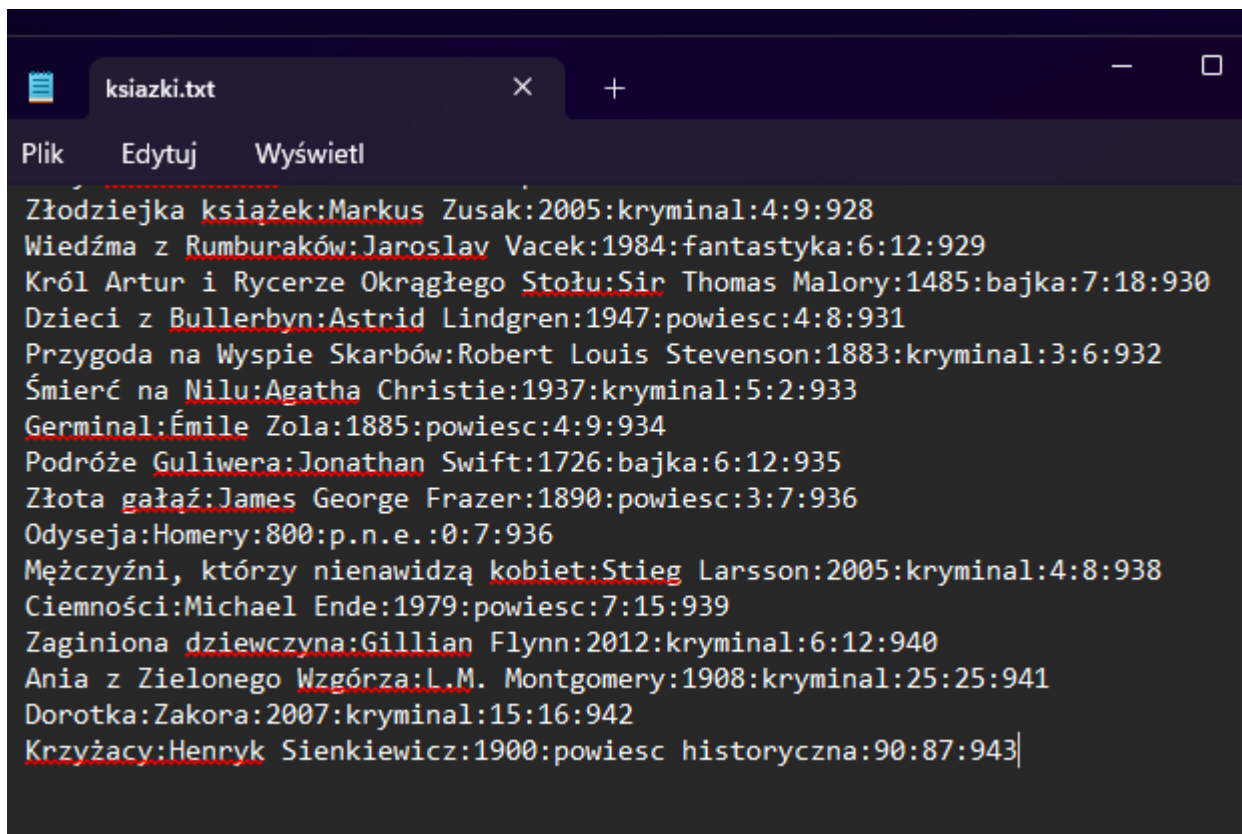 ksiazki.txt
Plik Edytuj Wyświetl
Złodziejka książek:Markus Zusak:2005:kryminal:4:9:928
Wiedźma z Rumburaków:Jaroslav Vacek:1984:fantastyka:6:12:929
Król Artur i Rycerze Okrągłego Stołu:Sir Thomas Malory:1485:bajka:7:18:930
Dzieci z Bullerbyn:Astrid Lindgren:1947:powiesc:4:8:931
Przygoda na Wyspie Skarbów:Robert Louis Stevenson:1883:kryminal:3:6:932
Śmierć na Nilu:Agatha Christie:1937:kryminal:5:2:933
Germinal:Émile Zola:1885:powiesc:4:9:934
Podróże Guliwera:Jonathan Swift:1726:bajka:6:12:935
Złota gałąź:James George Frazer:1890:powiesc:3:7:936
Odyseja:Homery:800:p.n.e.:0:7:936
Mężczyźni, którzy nienawidzą kobiet:Stieg Larsson:2005:kryminal:4:8:938
Ciemności:Michael Ende:1979:powiesc:7:15:939
Zaginiona dziewczyna:Gillian Flynn:2012:kryminal:6:12:940
Ania z Zielonego Wzgórza:L.M. Montgomery:1908:kryminal:25:25:941
Dorotka:Zakora:2007:kryminal:15:16:942
Krzyżacy:Henryk Sienkiewicz:1900:powiesc historyczna:90:87:943